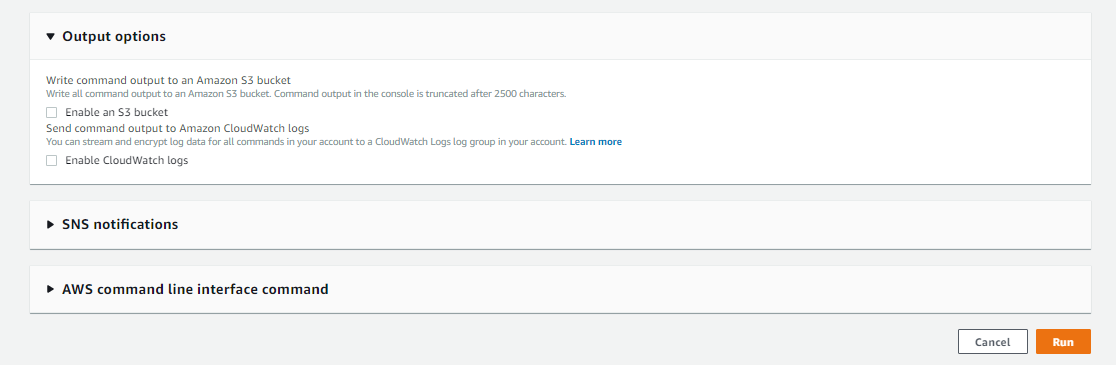 Output options
Write command output to an Amazon S3 bucket
Write all command output to an Amazon S3 bucket. Command output in the console is truncated after 2500 characters.
Enable an S3 bucket
Send command output to Amazon CloudWatch logs
You can stream and encrypt log data for all commands in your account to a CloudWatch Logs log group in your account. Learn more
Enable CloudWatch logs
SNS notifications
AWS command line interface command
Cancel Run